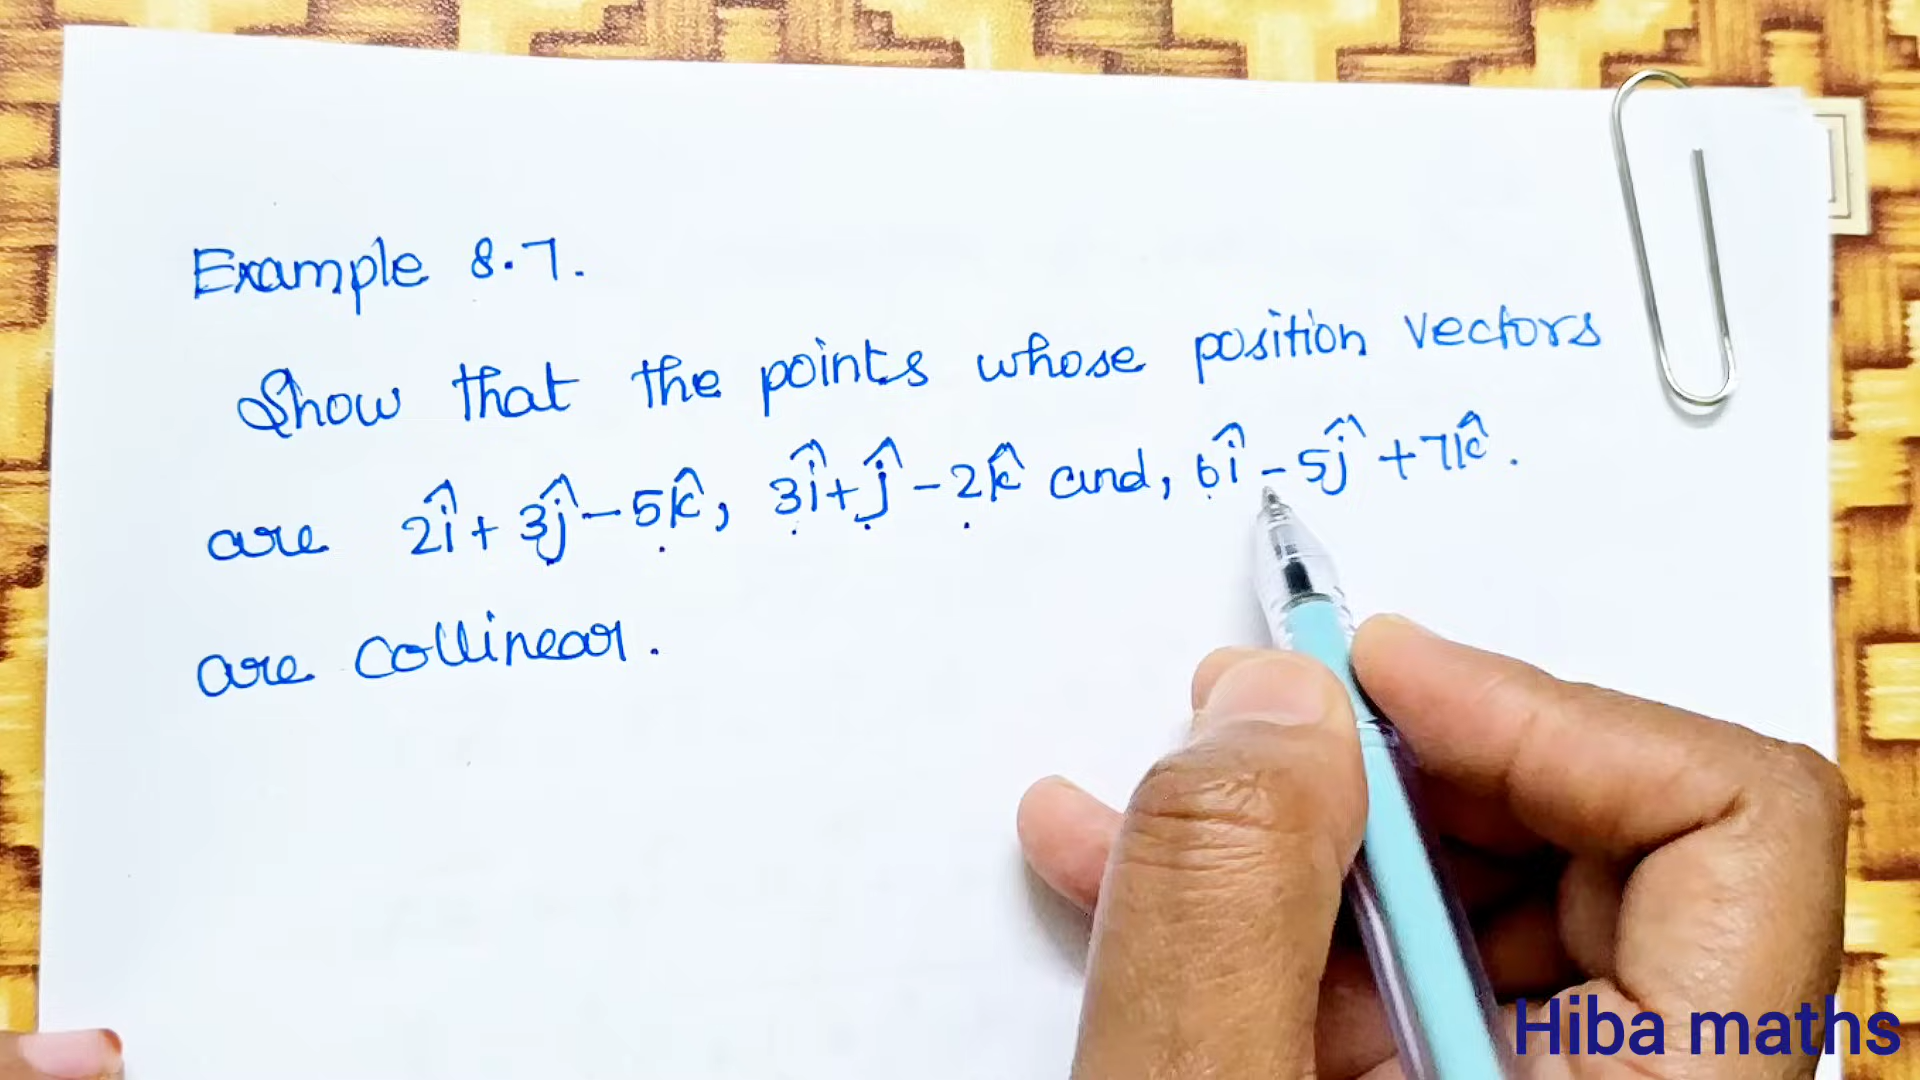 Example 8.7.
Show that the points whose position vectors
are 2î + 3ĵ - 5k̂, 3î + ĵ - 2k̂ and, 6î - 5ĵ + 7k̂.
are collinear.
Hiba maths